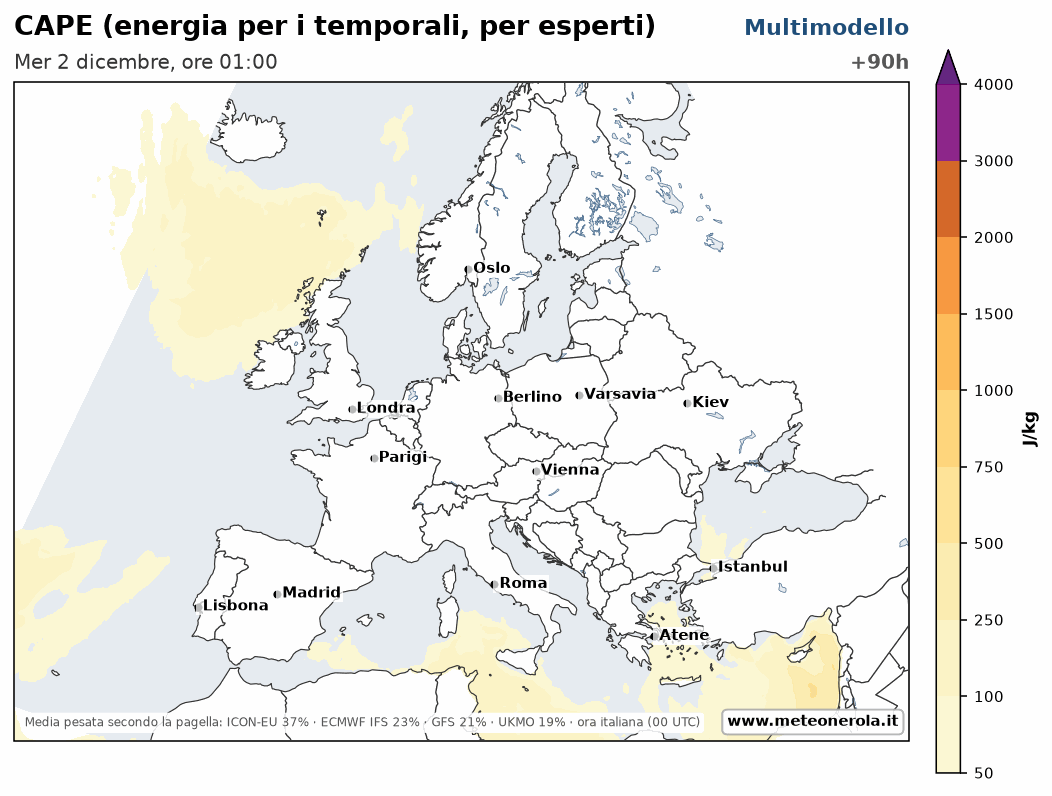 CAPE (energia per i temporali, per esperti)
Multimodello
Mer 2 dicembre, ore 01:00
+90h
4000
3000
2000
1500
1000
750
500
250
100
50
J/kg
Oslo
Berlino
Varsavia
Kiev
Londra
Parigi
Vienna
Istanbul
Roma
Madrid
Lisbona
Atene
Media pesata secondo la pagella: ICON-EU 37% · ECMWF IFS 23% · GFS 21% · UKMO 19% · ora italiana (00 UTC)
www.meteonerola.it